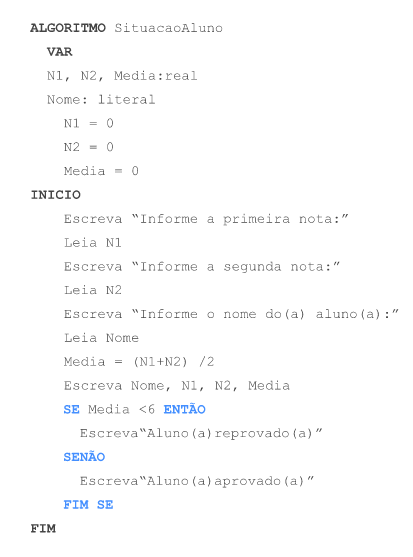 ALGORITMO SituacaoAluno
VAR
N1, N2, Media:real
Nome: literal
N1 = 0
N2 = 0
Media = 0
INICIO
Escreva “Informe a primeira nota:”
Leia N1
Escreva “Informe a segunda nota:”
Leia N2
Escreva “Informe o nome do(a) aluno(a):”
Leia Nome
Media = (N1+N2) /2
Escreva Nome, N1, N2, Media
SE Media <6 ENTÃO
Escreva“Aluno(a)reprovado(a)”
SENÃO
Escreva“Aluno(a)aprovado(a)”
FIM SE
FIM